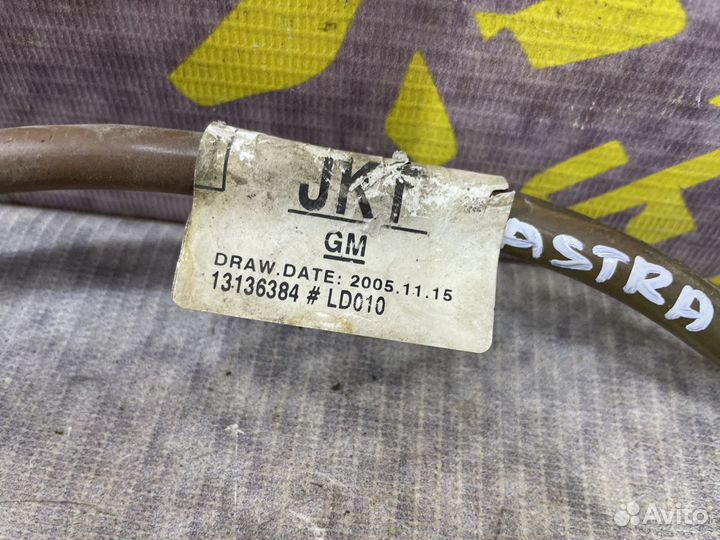 JKT
GM
DRAW.DATE: 2005.11.15
13136384 # LD010
ASTRA
Avito